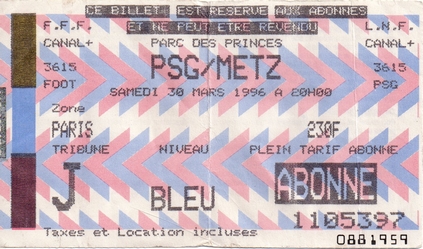 CE BILLET EST RESERVE AUX ABONNES
ET NE PEUT ETRE REVENDU
F.F.F. PARC DES PRINCES L.N.F.
CANAL+ CANAL+
3615 PSG/METZ 3615
FOOT SAMEDI 30 MARS 1996 A 20H00 PSG
Zone
PARIS 230F
TRIBUNE NIVEAU PLEIN TARIF ABONNE
J BLEU ABONNE
1105397
Taxes et Location incluses 0881959